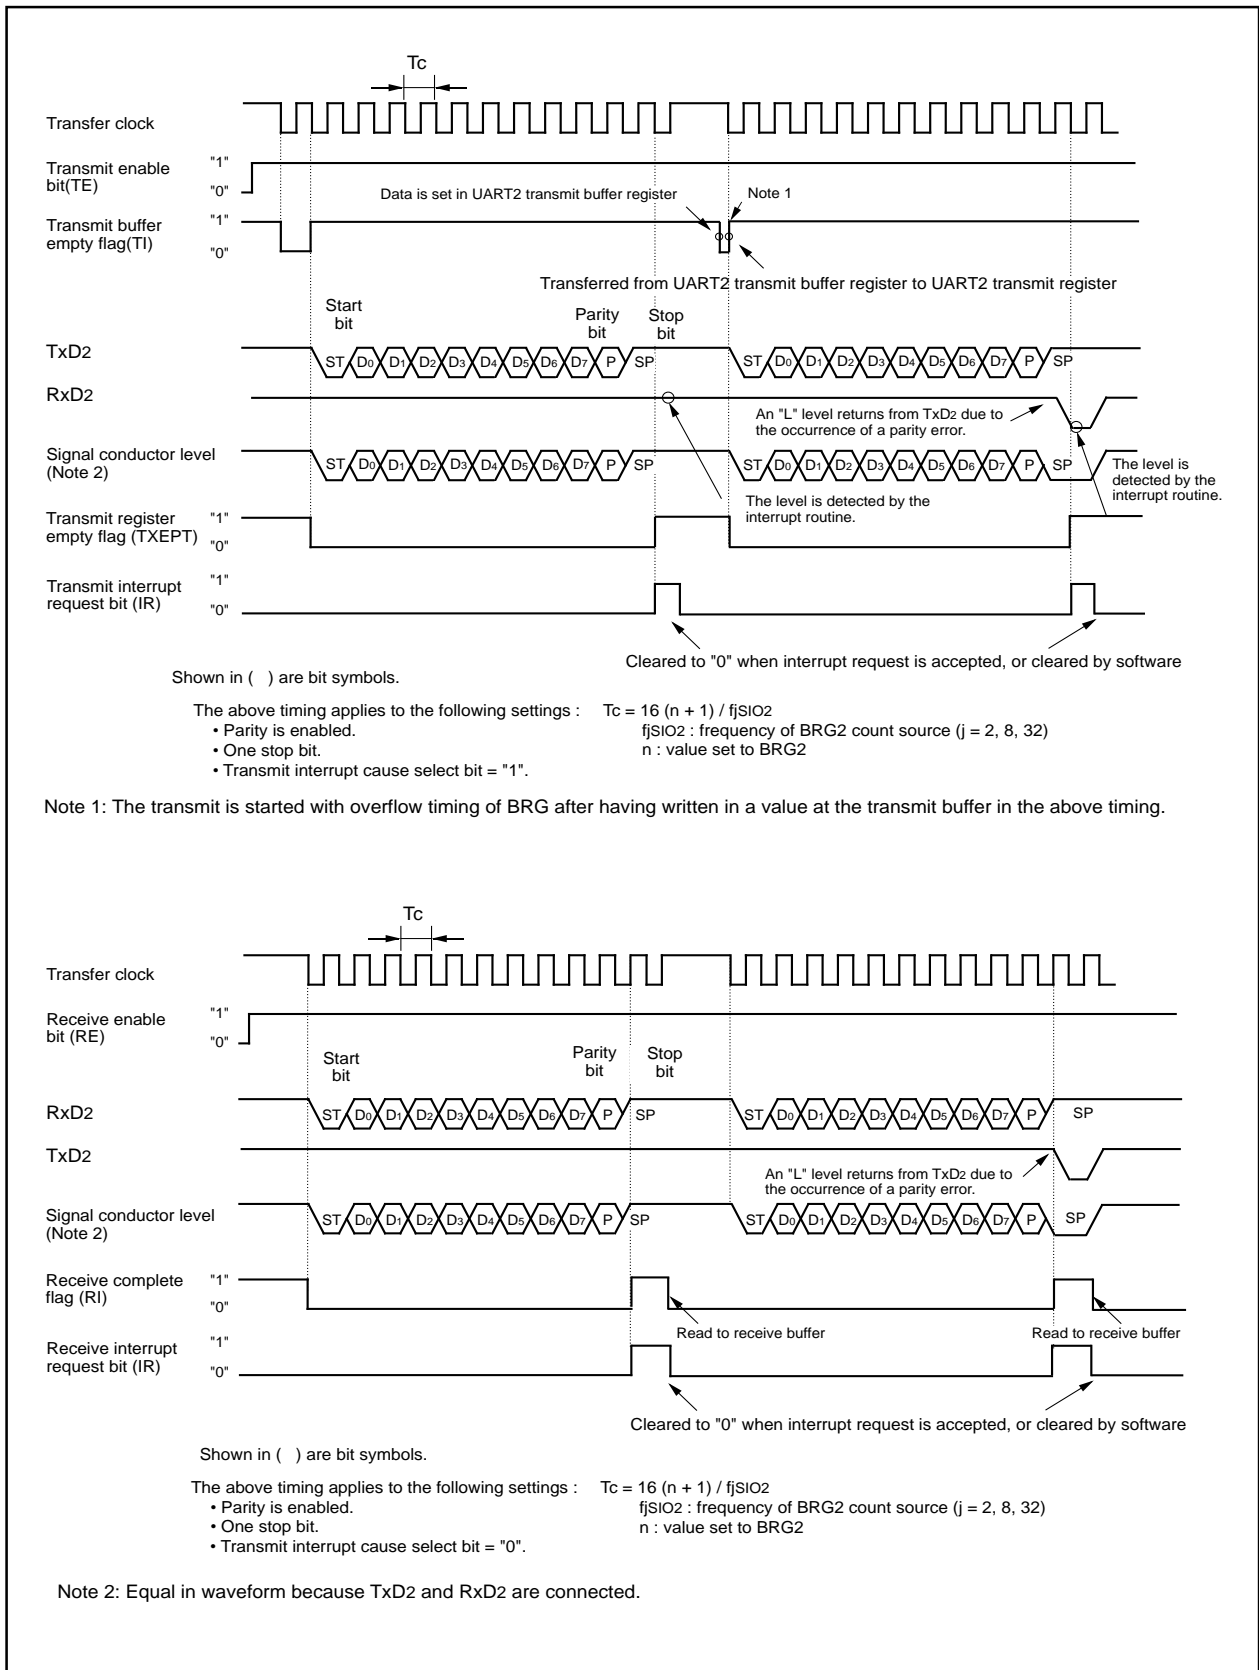 Tc
Transfer clock
Transmit enable
bit(TE)
"1"
"0"
Data is set in UART2 transmit buffer register
Note 1
Transmit buffer
empty flag(TI)
"1"
"0"
Transferred from UART2 transmit buffer register to UART2 transmit register
Start
bit
Parity
bit
Stop
bit
TxD2
ST D0 D1 D2 D3 D4 D5 D6 D7 P SP
ST D0 D1 D2 D3 D4 D5 D6 D7 P SP
RxD2
An "L" level returns from TxD2 due to
the occurrence of a parity error.
Signal conductor level
(Note 2)
ST D0 D1 D2 D3 D4 D5 D6 D7 P SP
ST D0 D1 D2 D3 D4 D5 D6 D7 P SP
The level is
detected by the
interrupt routine.
The level is detected by the
interrupt routine.
Transmit register
empty flag (TXEPT)
"1"
"0"
Transmit interrupt
request bit (IR)
"1"
"0"
Cleared to "0" when interrupt request is accepted, or cleared by software
Shown in ( ) are bit symbols.
The above timing applies to the following settings :
• Parity is enabled.
• One stop bit.
• Transmit interrupt cause select bit = "1".
Tc = 16 (n + 1) / fjSIO2
fjSIO2 : frequency of BRG2 count source (j = 2, 8, 32)
n : value set to BRG2
Note 1: The transmit is started with overflow timing of BRG after having written in a value at the transmit buffer in the above timing.
Tc
Transfer clock
Receive enable
bit (RE)
"1"
"0"
Start
bit
Parity
bit
Stop
bit
RxD2
ST D0 D1 D2 D3 D4 D5 D6 D7 P SP
ST D0 D1 D2 D3 D4 D5 D6 D7 P SP
TxD2
An "L" level returns from TxD2 due to
the occurrence of a parity error.
Signal conductor level
(Note 2)
ST D0 D1 D2 D3 D4 D5 D6 D7 P SP
ST D0 D1 D2 D3 D4 D5 D6 D7 P SP
Receive complete
flag (RI)
"1"
"0"
Read to receive buffer
Read to receive buffer
Receive interrupt
request bit (IR)
"1"
"0"
Cleared to "0" when interrupt request is accepted, or cleared by software
Shown in ( ) are bit symbols.
The above timing applies to the following settings :
• Parity is enabled.
• One stop bit.
• Transmit interrupt cause select bit = "0".
Tc = 16 (n + 1) / fjSIO2
fjSIO2 : frequency of BRG2 count source (j = 2, 8, 32)
n : value set to BRG2
Note 2: Equal in waveform because TxD2 and RxD2 are connected.